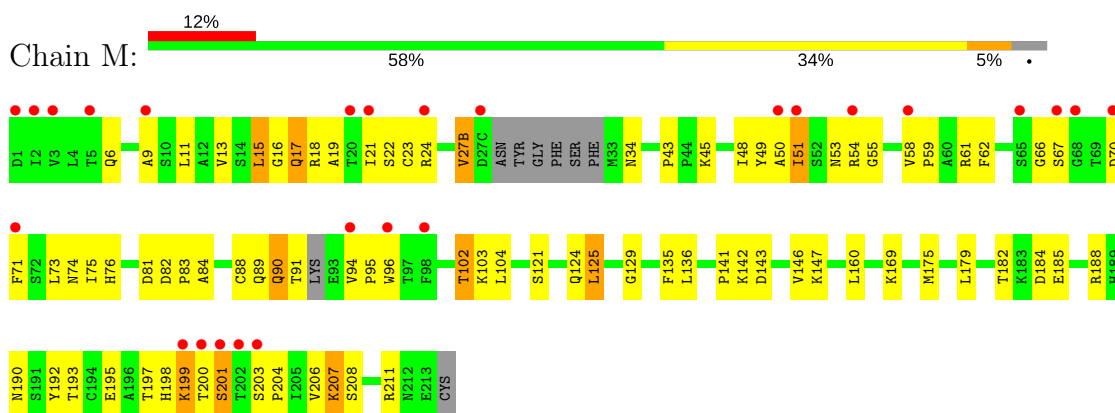 12%
Chain M:
58% 34% 5% •
D1 I2 V3 L4 T5 Q6 A9 S10 L11 A12 V13 S14 L15 G16 Q17 R18 A19 T20 I21 S22 C23 R24 V27B D27C ASN TYR GLY PHE SER PHE M33 N34 P43 P44 K45 I48 Y49 A50 I51 S52 N53 R54 G55 V58 P59 A60 R61 F62 S65 G66 S67 G68 T69 D70
F71 S72 L73 N74 I75 H76 D81 D82 P83 A84 C88 Q89 Q90 T91 LYS E93 V94 P95 W96 T97 F98 T102 K103 L104 S121 Q124 L125 G129 F135 L136 P141 K142 D143 V146 K147 L160 K169 M175 L179 T182 K183 D184 E185 R188 H189
N190 S191 Y192 T193 C194 E195 A196 T197 H198 K199 T200 S201 T202 S203 P204 I205 V206 K207 S208 R211 N212 E213 CYS